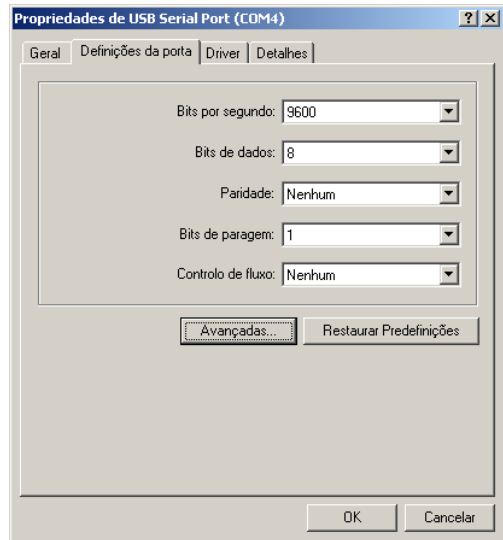 Propriedades de USB Serial Port (COM4)
Geral Definições da porta Driver Detalhes
Bits por segundo: 9600
Bits de dados: 8
Paridade: Nenhum
Bits de paragem: 1
Controlo de fluxo: Nenhum
Avançadas... Restaurar Predefinições
OK Cancelar